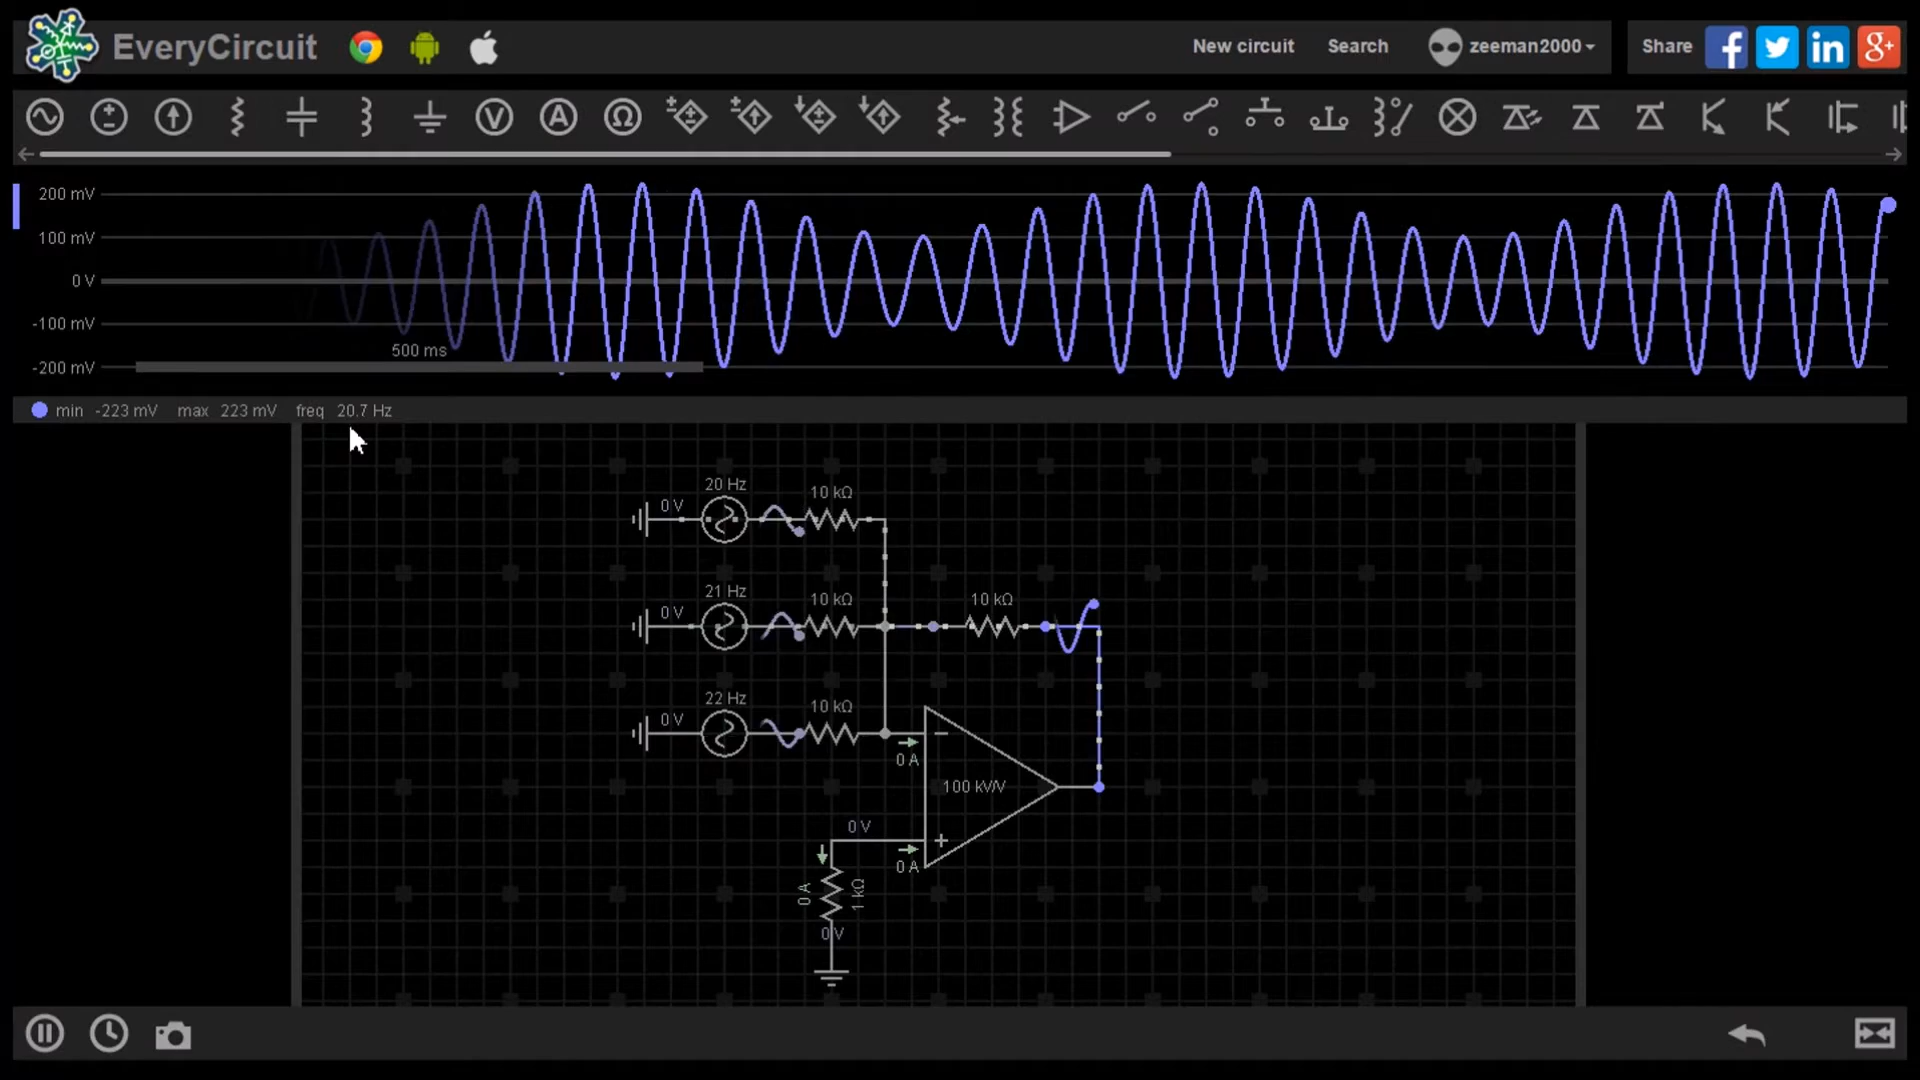 EveryCircuit
New circuit
Search
zeeman2000
Share
200 mV
100 mV
0 V
-100 mV
-200 mV
500 ms
min -223 mV max 223 mV freq 20.7 Hz
20 Hz
0 V
10 kΩ
21 Hz
0 V
10 kΩ
10 kΩ
22 Hz
0 V
10 kΩ
0 A
100 kV/V
0 V
0 A
0 A
1 kΩ
0 V